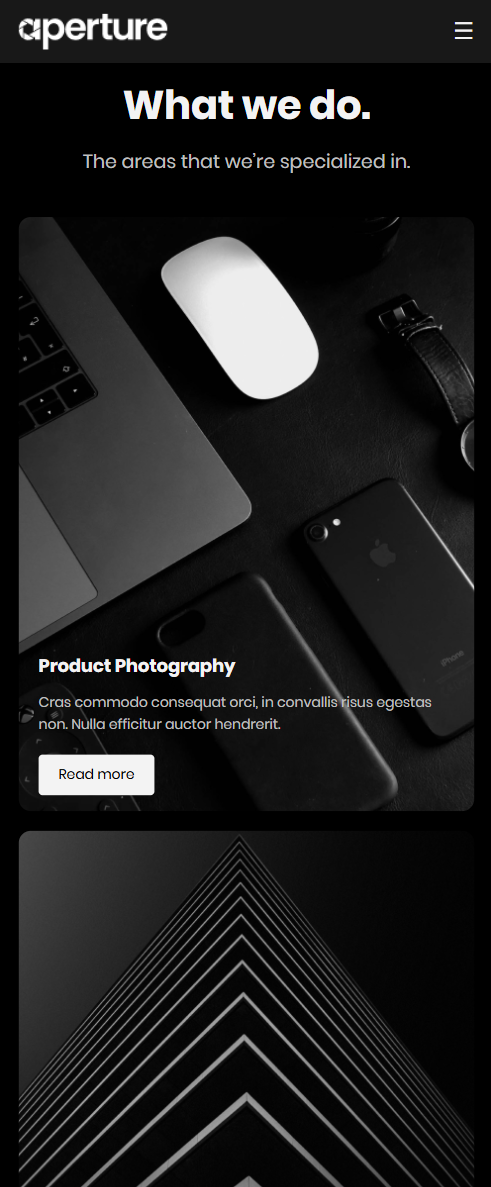 aperture
What we do.
The areas that we’re specialized in.
iPhone
Product Photography
Cras commodo consequat orci, in convallis risus egestas
non. Nulla efficitur auctor hendrerit.
Read more